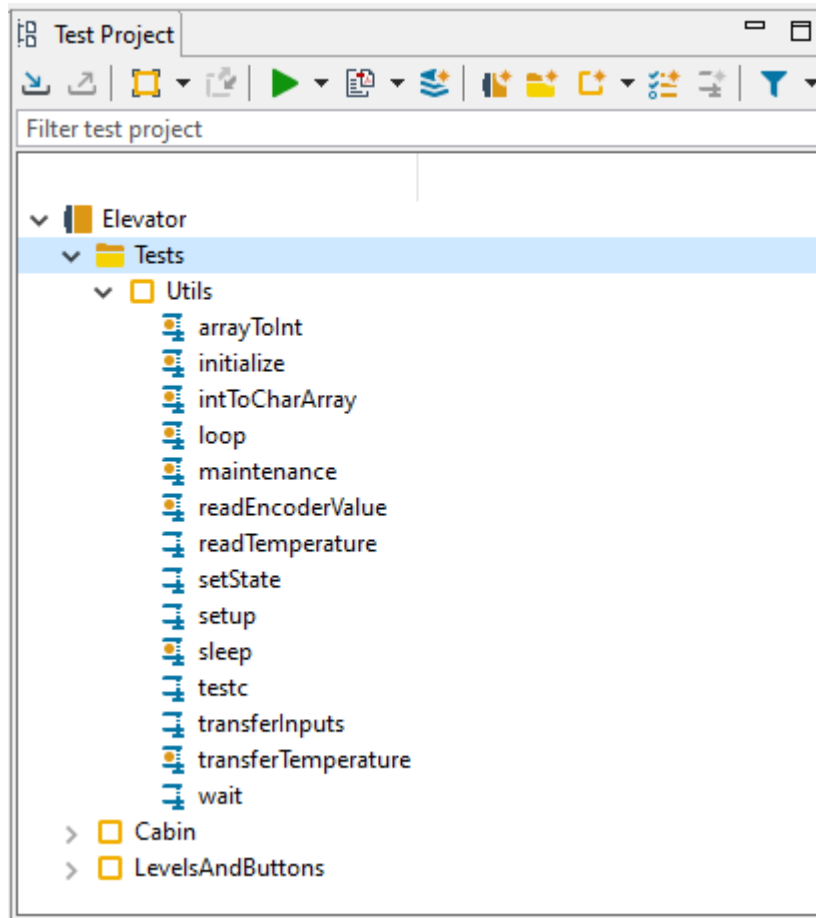 Test Project
Filter test project
Elevator
Tests
Utils
arrayToInt
initialize
intToCharArray
loop
maintenance
readEncoderValue
readTemperature
setState
setup
sleep
testc
transferInputs
transferTemperature
wait
Cabin
LevelsAndButtons